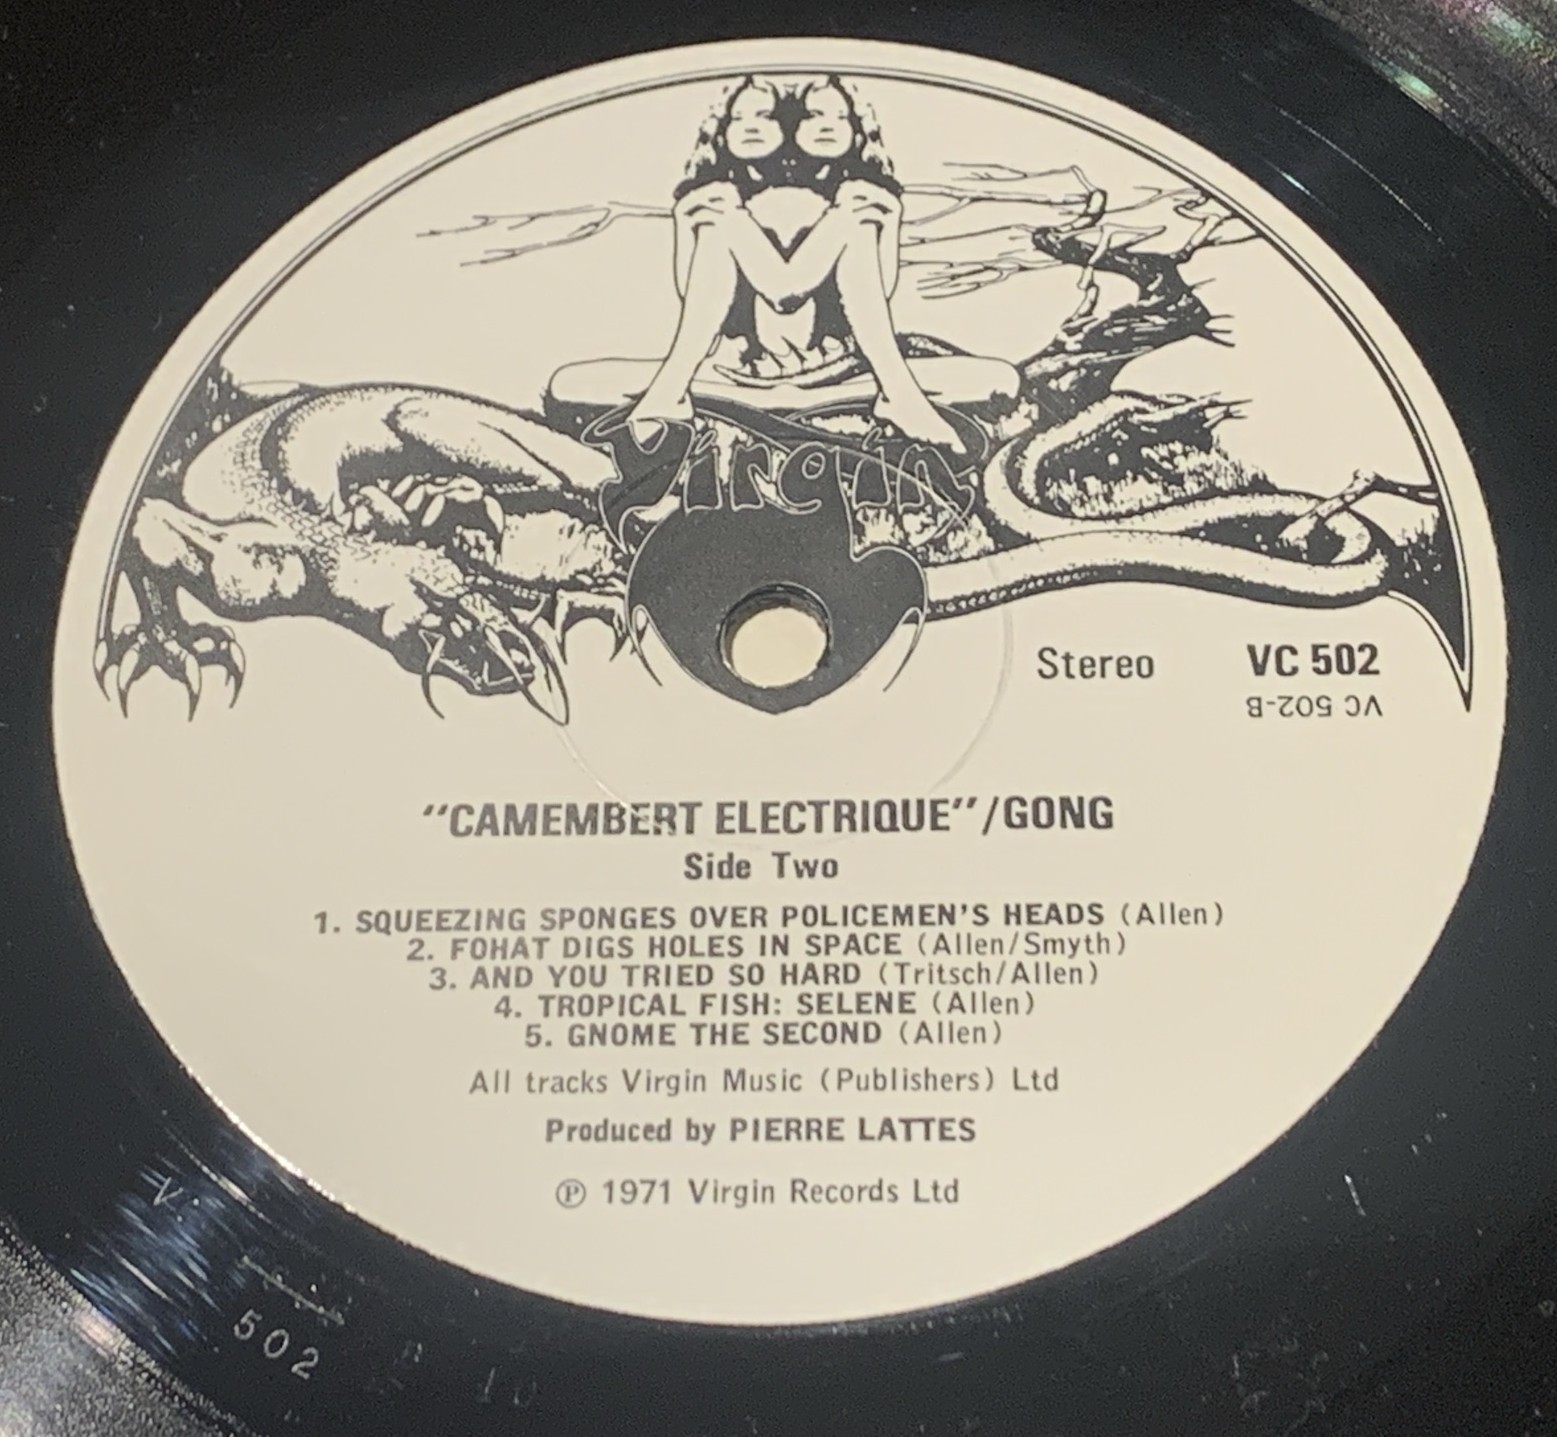 Virgin
Stereo VC 502
VC 502-B
"CAMEMBERT ELECTRIQUE"/GONG
Side Two
1. SQUEEZING SPONGES OVER POLICEMEN'S HEADS (Allen)
2. FOHAT DIGS HOLES IN SPACE (Allen/Smyth)
3. AND YOU TRIED SO HARD (Tritsch/Allen)
4. TROPICAL FISH: SELENE (Allen)
5. GNOME THE SECOND (Allen)
All tracks Virgin Music (Publishers) Ltd
Produced by PIERRE LATTES
℗ 1971 Virgin Records Ltd
502